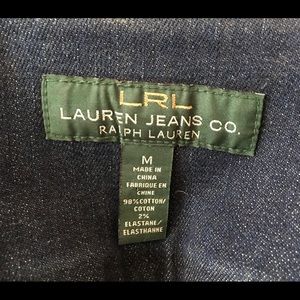 LRL
LAUREN JEANS CO.
RALPH LAUREN
M
MADE IN
CHINA
FABRIQUE EN
CHINE
98%COTTON/
COTON
2%
ELASTANE/
ELASTHANNE